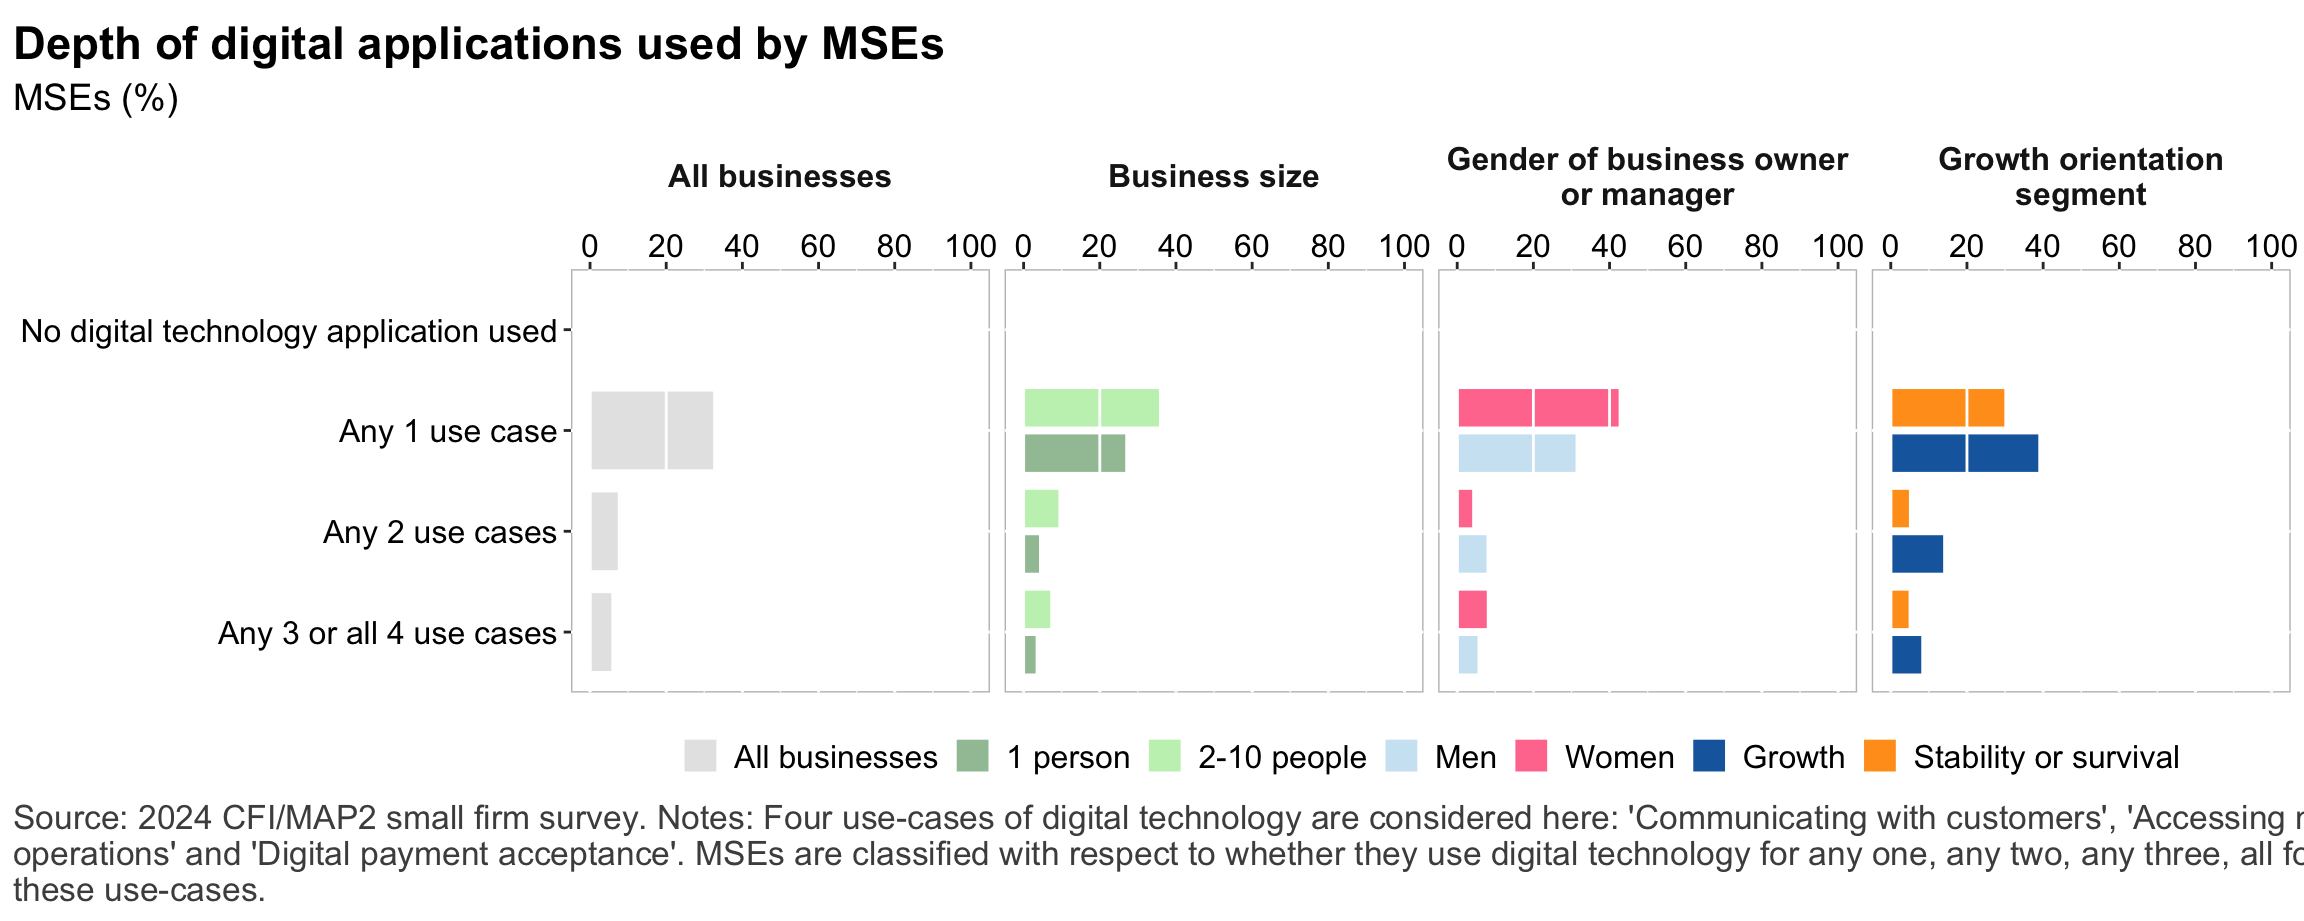 Depth of digital applications used by MSEs
MSEs (%)
All businesses
Business size
Gender of business owner
or manager
Growth orientation
segment
0 20 40 60 80 100
0 20 40 60 80 100
0 20 40 60 80 100
0 20 40 60 80 100
No digital technology application used
Any 1 use case
Any 2 use cases
Any 3 or all 4 use cases
All businesses
1 person
2-10 people
Men
Women
Growth
Stability or survival
Source: 2024 CFI/MAP2 small firm survey. Notes: Four use-cases of digital technology are considered here: 'Communicating with customers', 'Accessing
operations' and 'Digital payment acceptance'. MSEs are classified with respect to whether they use digital technology for any one, any two, any three, all
these use-cases.